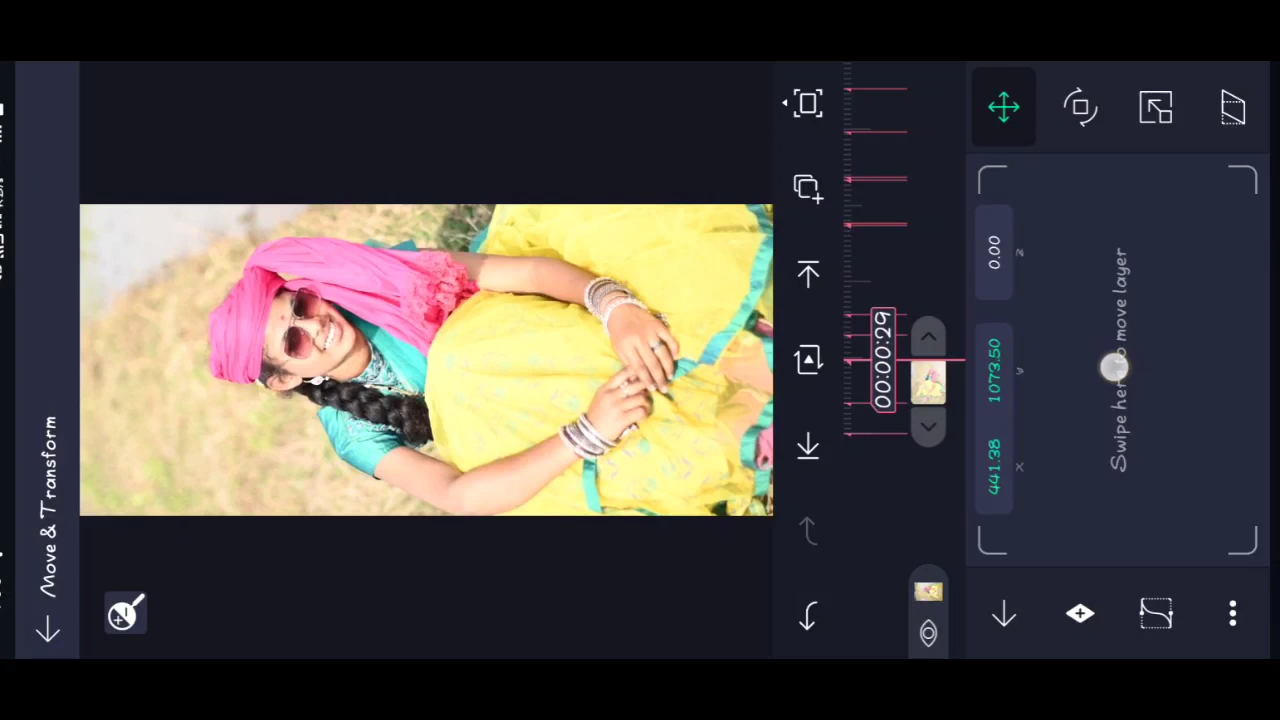 Move & Transform
00:00:29
441.38 1073.50 0.00
X Y Z
Swipe here to move layer